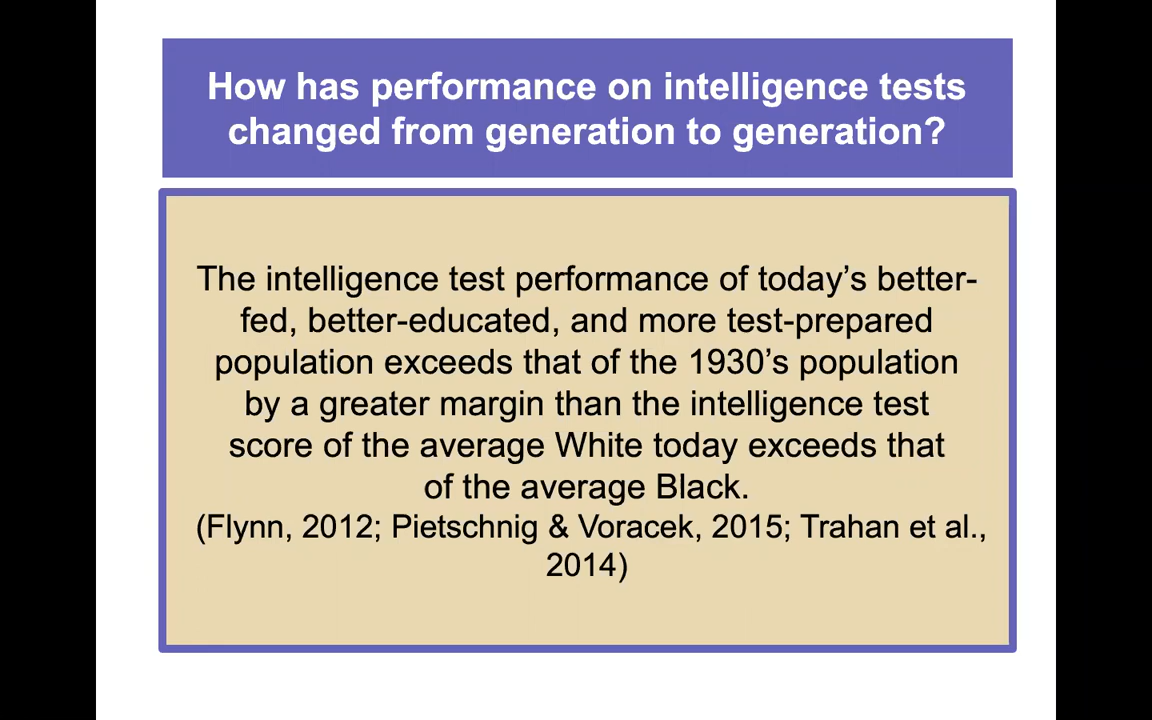 How has performance on intelligence tests
changed from generation to generation?
The intelligence test performance of today’s better-
fed, better-educated, and more test-prepared
population exceeds that of the 1930’s population
by a greater margin than the intelligence test
score of the average White today exceeds that
of the average Black.
(Flynn, 2012; Pietschnig & Voracek, 2015; Trahan et al.,
2014)